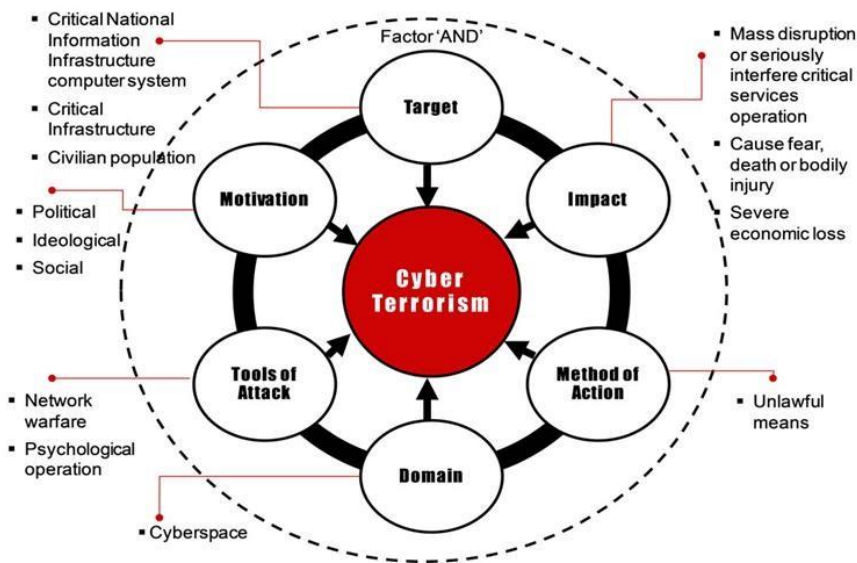 ▪ Critical National
Information
Infrastructure
computer system
▪ Critical
Infrastructure
▪ Civilian population
Factor ‘AND’
▪ Mass disruption
or seriously
interfere critical
services
operation
▪ Cause fear,
death or bodily
injury
▪ Severe
economic loss
Target
Motivation
Impact
▪ Political
▪ Ideological
▪ Social
Cyber
Terrorism
Tools of
Attack
Method of
Action
▪ Network
warfare
▪ Psychological
operation
▪ Unlawful
means
Domain
▪ Cyberspace